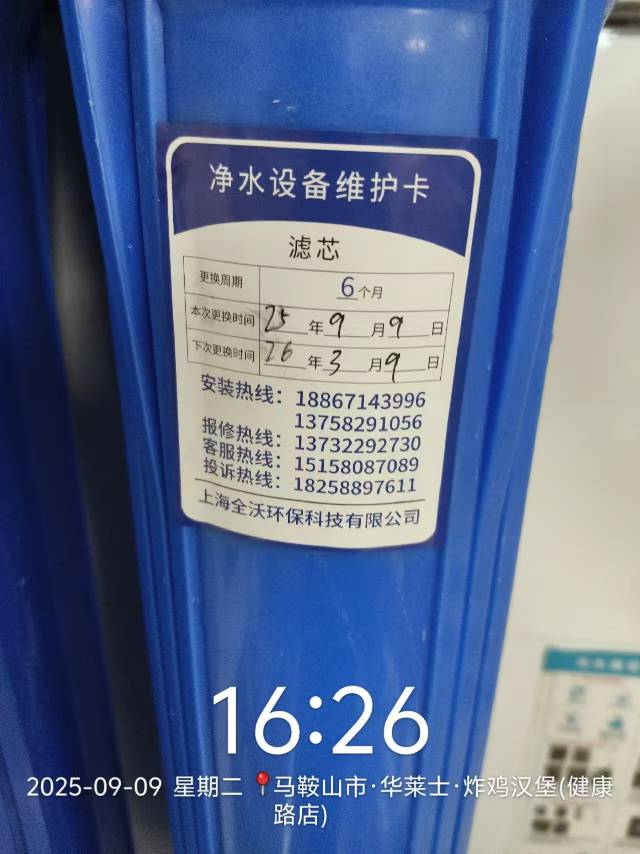 净水设备维护卡
滤芯
更换周期 6个月
本次更换时间 25年9月9日
下次更换时间 26年3月9日
安装热线：18867143996
13758291056
报修热线：13732292730
客服热线：15158087089
投诉热线：18258897611
上海全沃环保科技有限公司
16:26
2025-09-09 星期二 📍马鞍山市·华莱士·炸鸡汉堡(健康
路店)